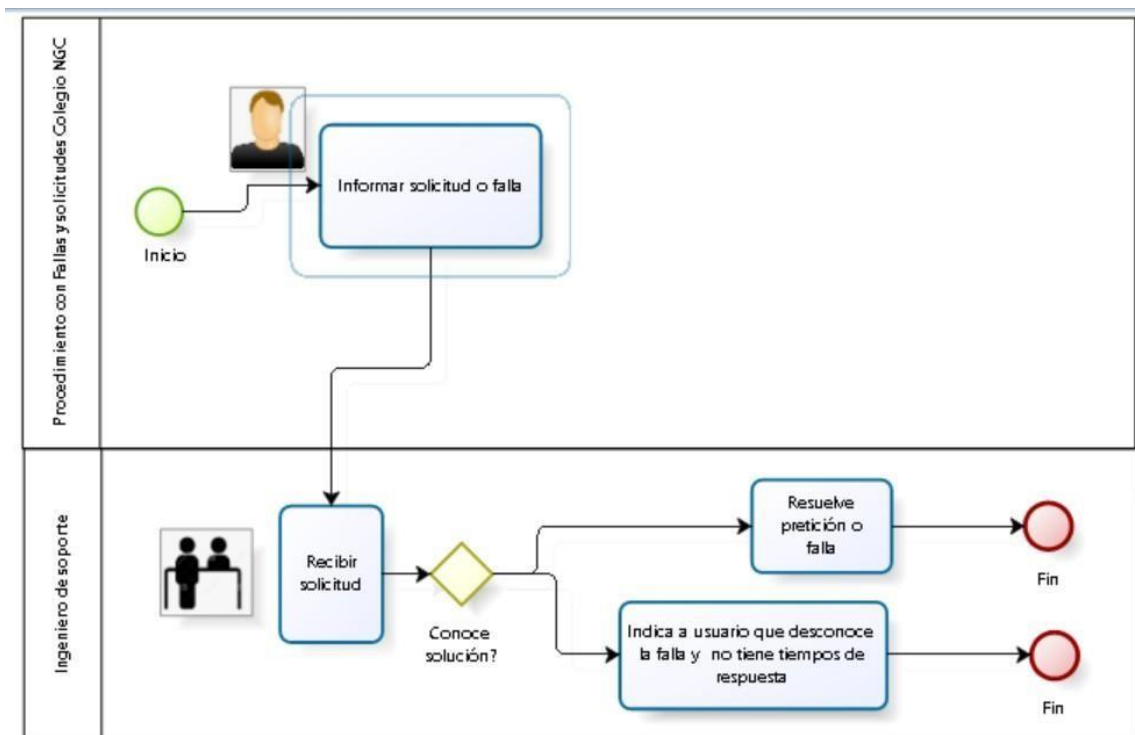 Procedimiento con Fallas y solicitudes Colegio NGC
Informar solicitud o falla
Inicio
Ingeniero de soporte
Recibir
solicitud
Conoce
solución?
Resuelve
pretición o
falla
Fin
Indica a usuario que desconoce
la falla y no tiene tiempos de
respuesta
Fin